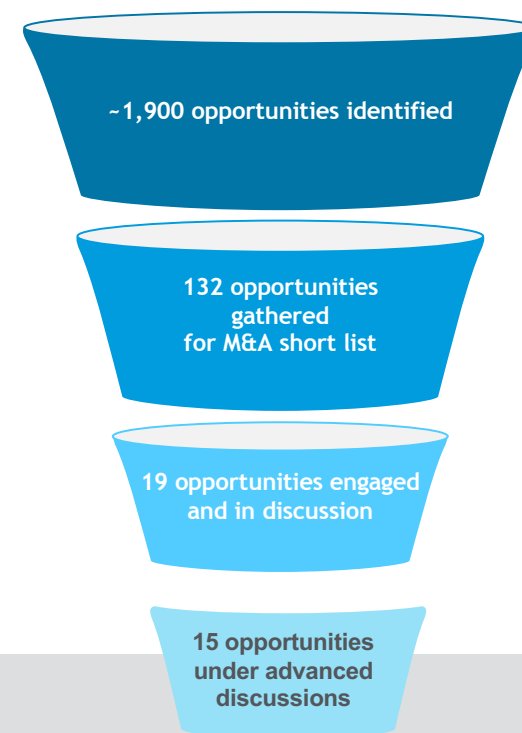 ~1,900 opportunities identified
132 opportunities
gathered
for M&A short list
19 opportunities engaged
and in discussion
15 opportunities
under advanced
discussions